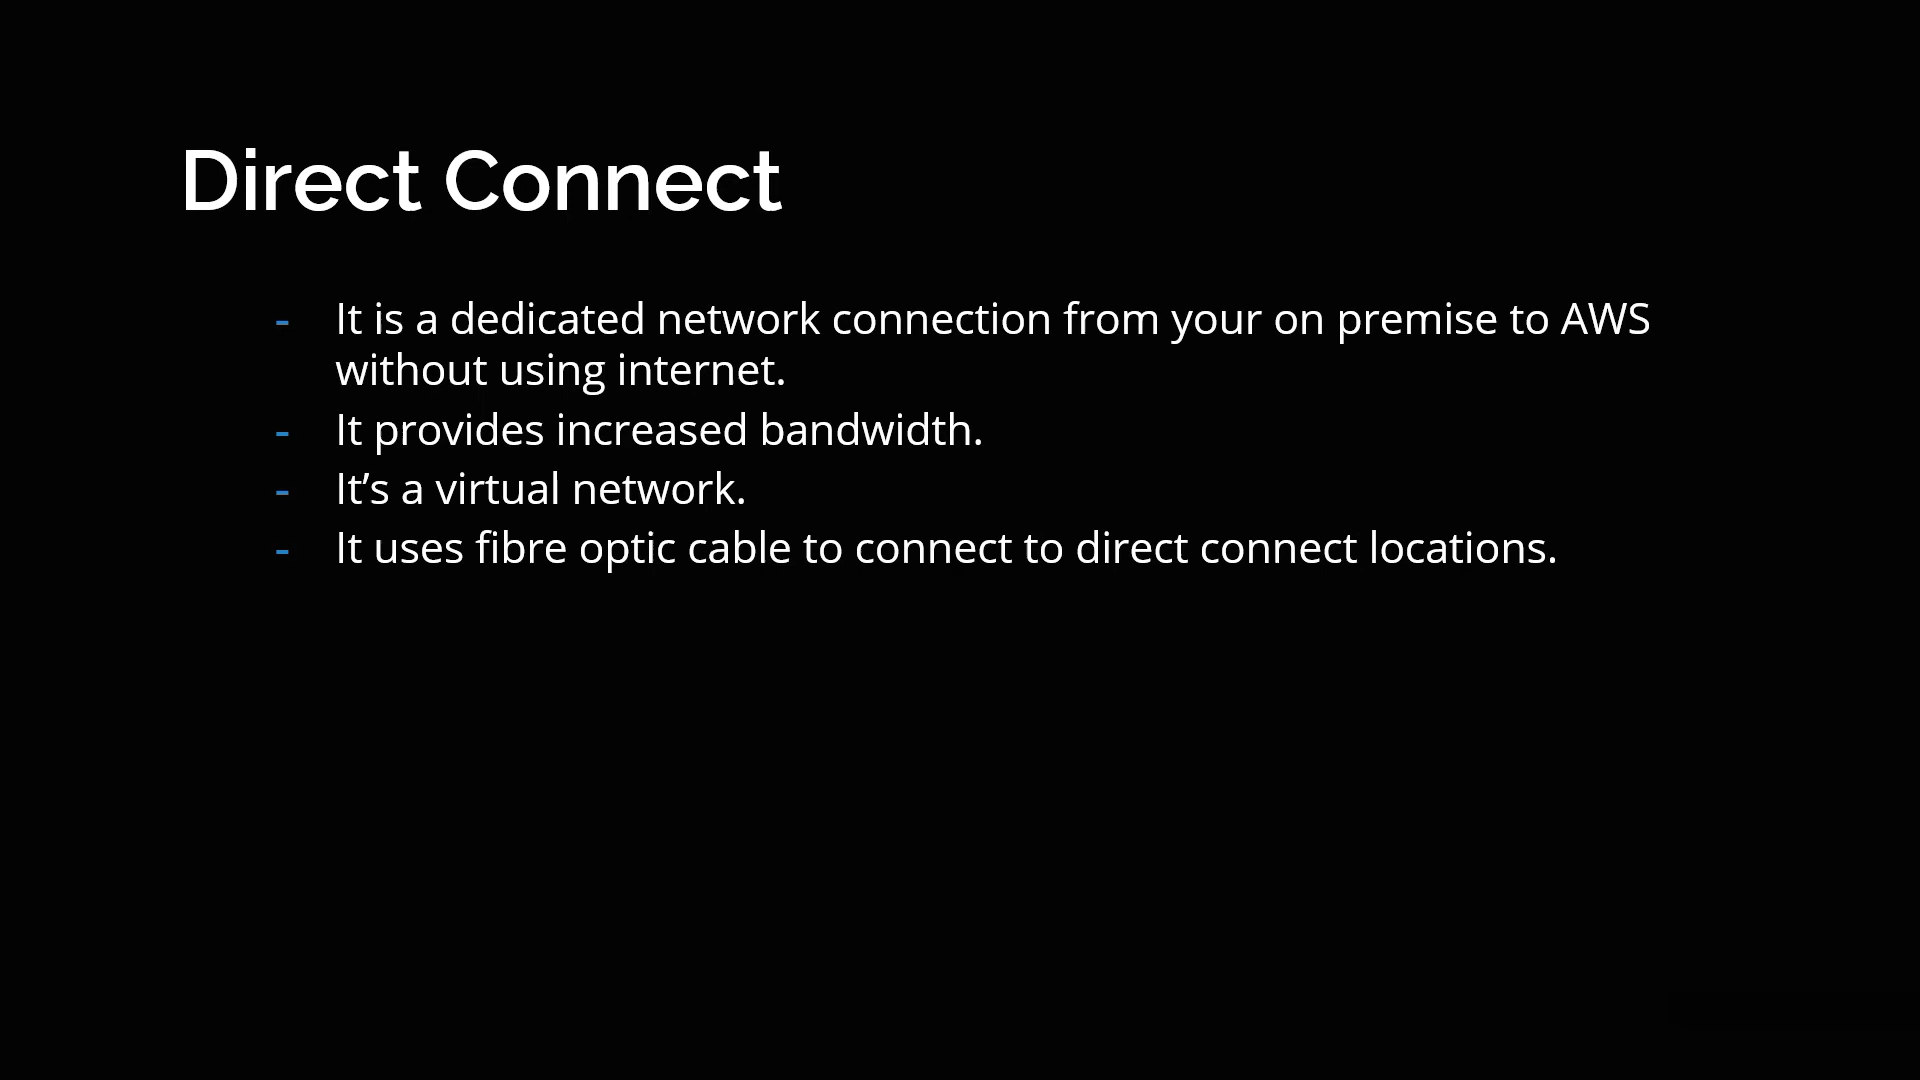 Direct Connect
- It is a dedicated network connection from your on premise to AWS
without using internet.
- It provides increased bandwidth.
- It’s a virtual network.
- It uses fibre optic cable to connect to direct connect locations.